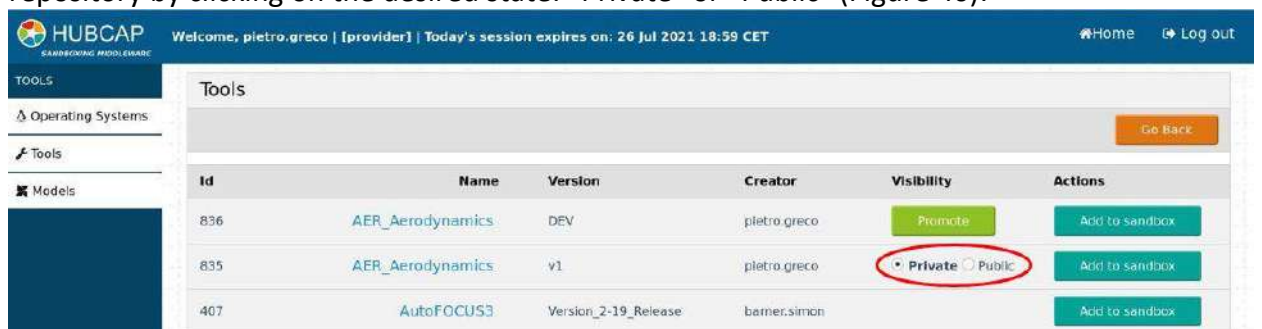 repository by clicking on the desired state: "Private" or "Public" (Figure
HUBCAP
SANDBOXING MIDDLEWARE
Welcome, pietro.greco | [provider] | Today's session expires on: 26 Jul 2021 18:59 CET
Home Log out
TOOLS
Operating Systems
Tools
Models
Tools
Go Back
Id Name Version Creator Visibility Actions
836 AER_Aerodynamics DEV pietro.greco Promote Add to sandbox
835 AER_Aerodynamics v1 pietro.greco Private Public Add to sandbox
407 AutoFOCUS3 Version_2-19_Release barner.simon Add to sandbox